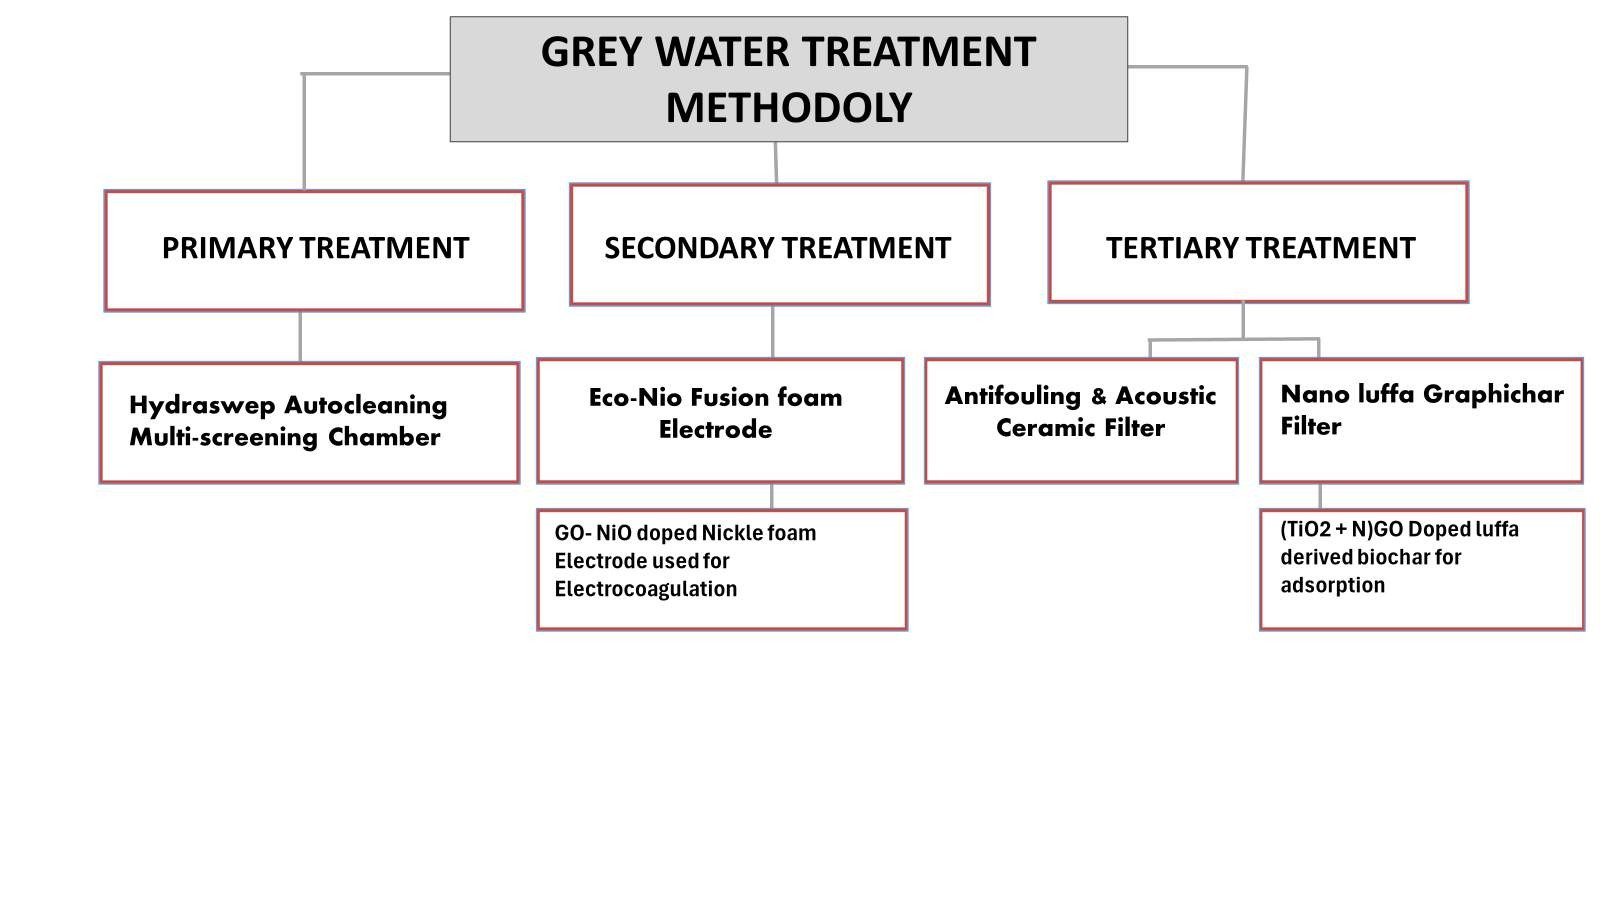 GREY WATER TREATMENT
METHODOLY
PRIMARY TREATMENT
SECONDARY TREATMENT
TERTIARY TREATMENT
Hydraswep Autocleaning
Multi-screening Chamber
Eco-Nio Fusion foam
Electrode
Antifouling & Acoustic
Ceramic Filter
Nano luffa Graphichar
Filter
GO- NiO doped Nickle foam
Electrode used for
Electrocoagulation
(TiO2 + N)GO Doped luffa
derived biochar for
adsorption